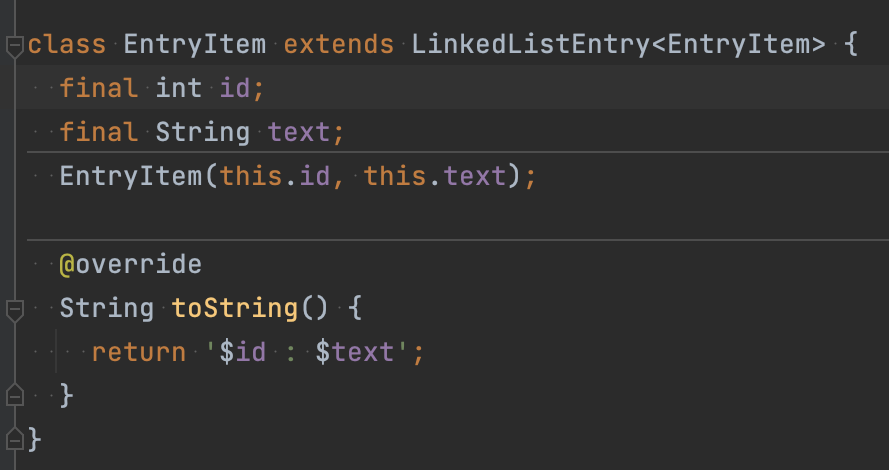 class EntryItem extends LinkedListEntry<EntryItem> {
  final int id;
  final String text;
  EntryItem(this.id, this.text);

  @override
  String toString() {
    return '$id : $text';
  }
}